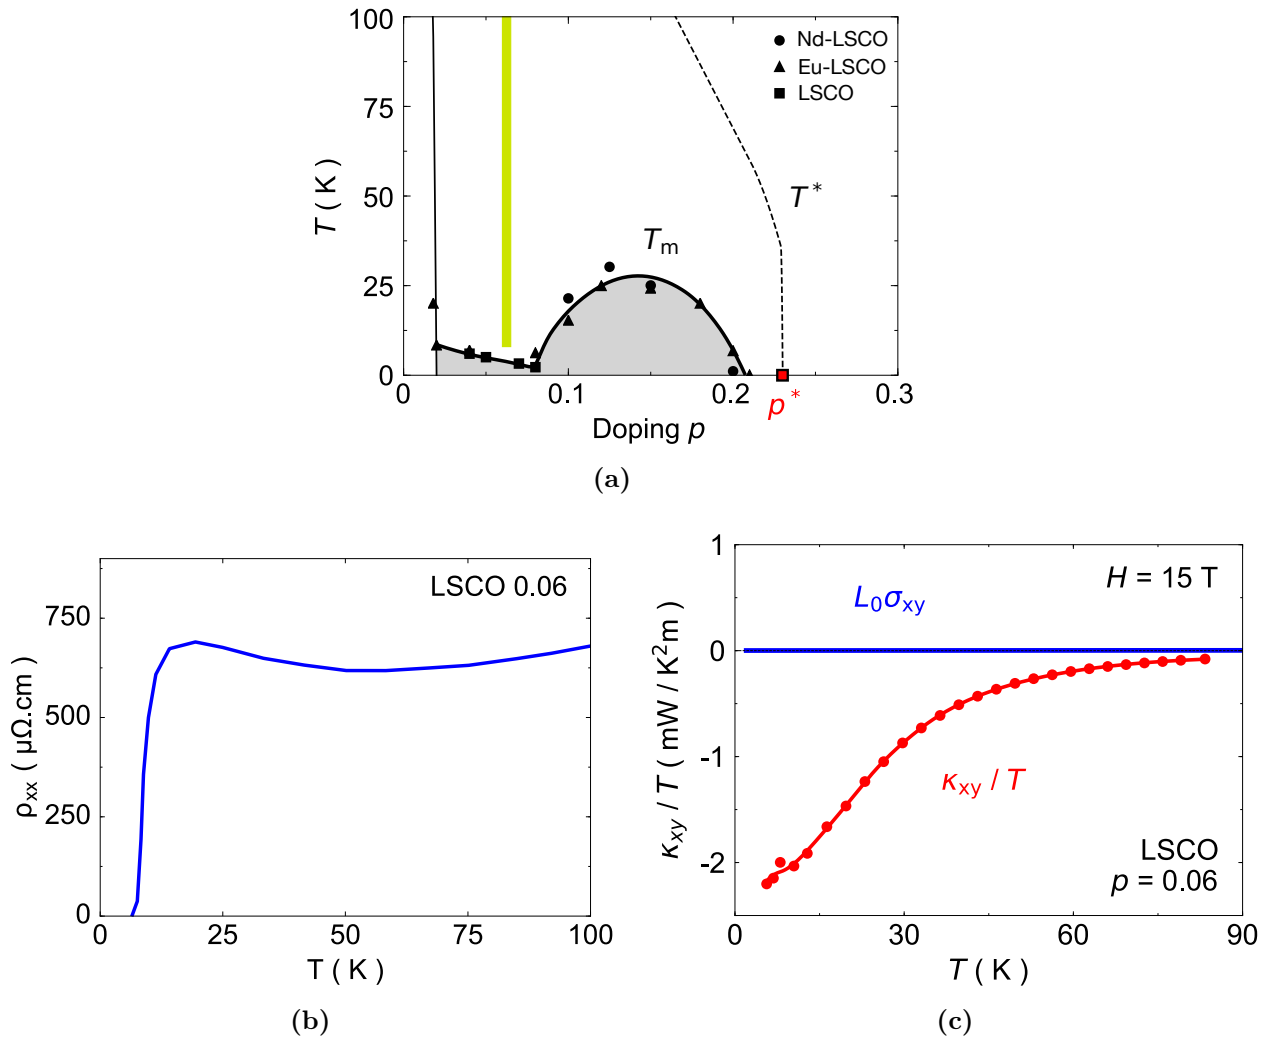 100
75
50
25
0
T ( K )
Nd-LSCO
Eu-LSCO
LSCO
T*
Tm
0
0.1
0.2
0.3
p*
Doping p
(a)
750
500
250
0
ρxx ( μΩ.cm )
LSCO 0.06
0
25
50
75
100
T ( K )
(b)
1
0
-1
-2
κxy / T ( mW / K²m )
H = 15 T
L0σxy
κxy / T
LSCO
p = 0.06
0
30
60
90
T ( K )
(c)